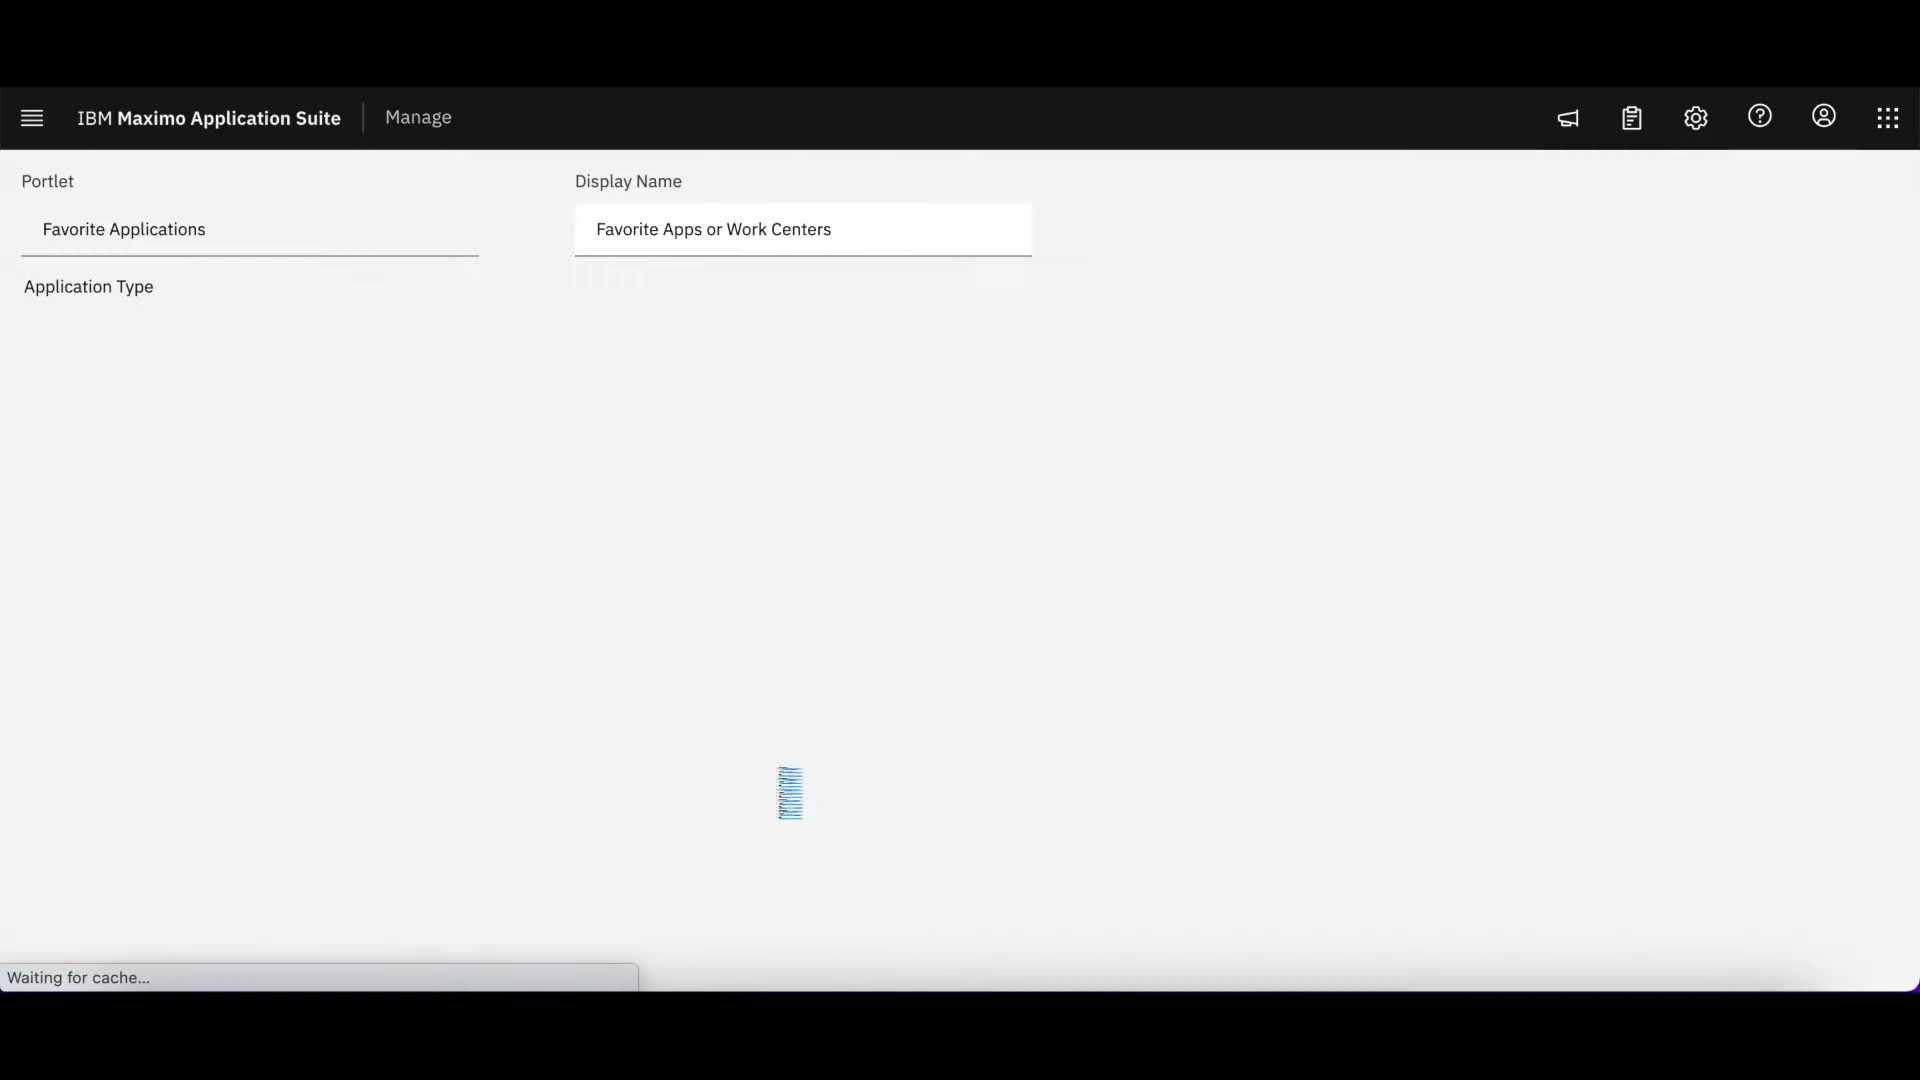 IBM Maximo Application Suite
Manage
Portlet
Display Name
Favorite Applications
Favorite Apps or Work Centers
Application Type
Waiting for cache...